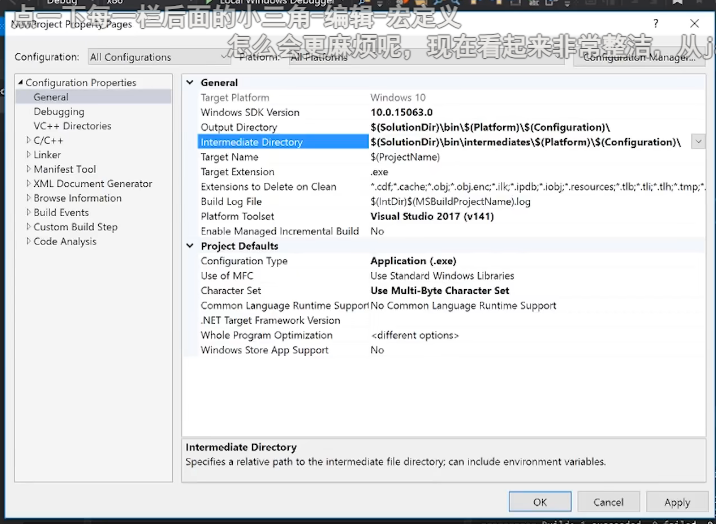 Debug x86 Local Windows Debugger
点一下每一栏后面的小三角-编辑-去定义
Project Property Pages
怎么会更麻烦呢，现在看起来非常整洁，从j
Configuration: All Configurations Platform: All Platforms Configuration Manager...
Configuration Properties
General
Debugging
VC++ Directories
C/C++
Linker
Manifest Tool
XML Document Generator
Browse Information
Build Events
Custom Build Step
Code Analysis
General
Target Platform Windows 10
Windows SDK Version 10.0.15063.0
Output Directory $(SolutionDir)\bin\$(Platform)\$(Configuration)\
Intermediate Directory $(SolutionDir)\bin\intermediates\$(Platform)\$(Configuration)\
Target Name $(ProjectName)
Target Extension .exe
Extensions to Delete on Clean *.cdf;*.cache;*.obj;*.obj.enc;*.ilk;*.ipdb;*.iobj;*.resources;*.tlb;*.tli;*.tlh;*.tmp;*.
Build Log File $(IntDir)$(MSBuildProjectName).log
Platform Toolset Visual Studio 2017 (v141)
Enable Managed Incremental Build No
Project Defaults
Configuration Type Application (.exe)
Use of MFC Use Standard Windows Libraries
Character Set Use Multi-Byte Character Set
Common Language Runtime Support No Common Language Runtime Support
.NET Target Framework Version
Whole Program Optimization <different options>
Windows Store App Support No
Intermediate Directory
Specifies a relative path to the intermediate file directory; can include environment variables.
OK Cancel Apply